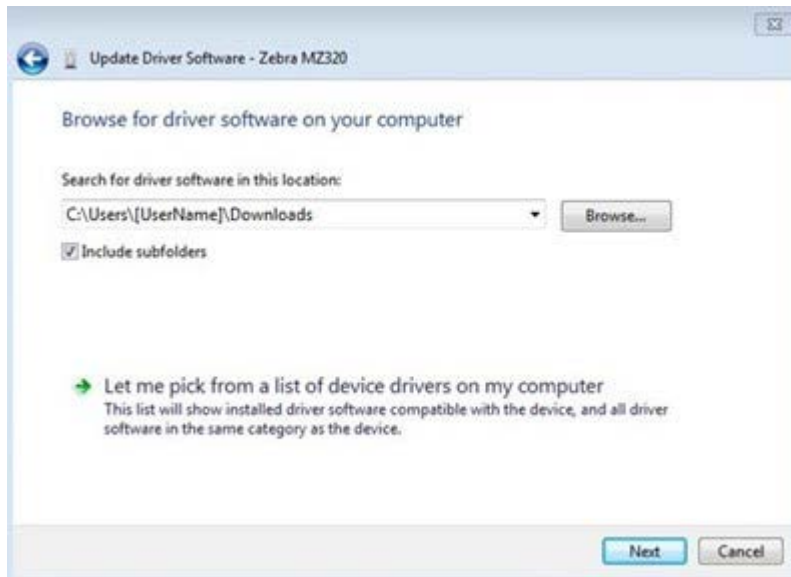 Update Driver Software - Zebra MZ320
Browse for driver software on your computer
Search for driver software in this location:
C:\Users\[UserName]\Downloads
Browse...
Include subfolders
Let me pick from a list of device drivers on my computer
This list will show installed driver software compatible with the device, and all driver
software in the same category as the device.
Next
Cancel